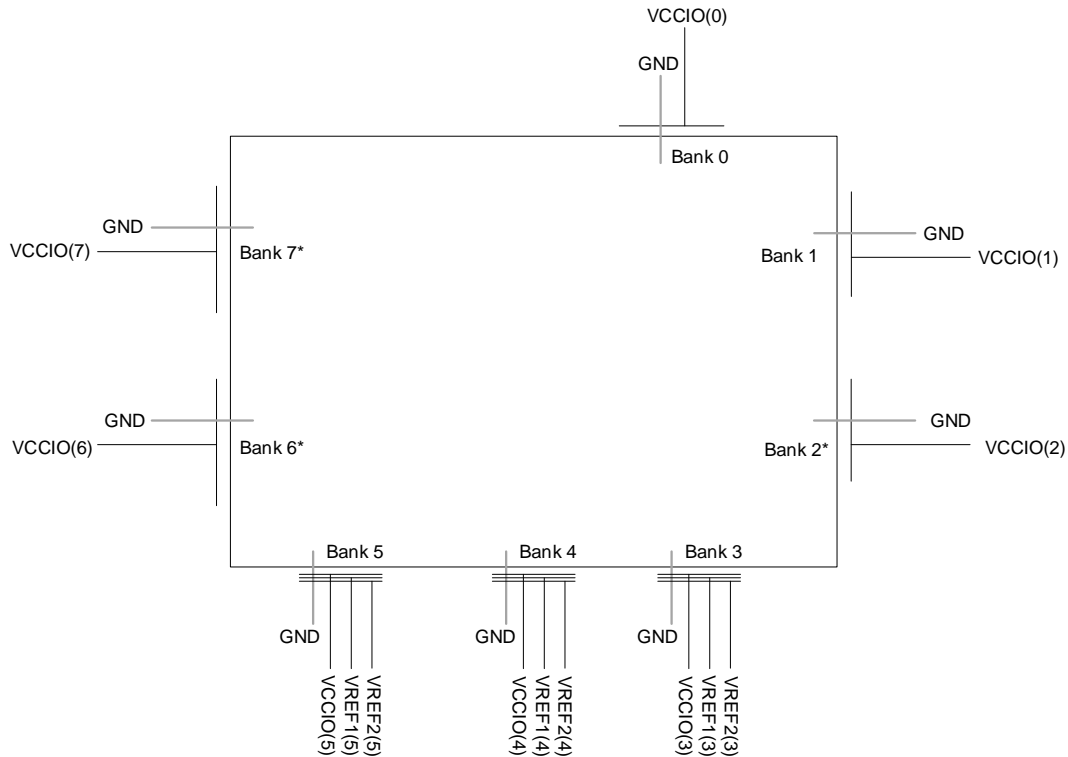 VCCIO(0)
GND
Bank 0
GND
VCCIO(7)
Bank 7*
GND
Bank 1
VCCIO(1)
GND
VCCIO(6)
Bank 6*
GND
Bank 2*
VCCIO(2)
Bank 5
Bank 4
Bank 3
GND
GND
GND
VCCIO(5)
VREF1(5)
VREF2(5)
VCCIO(4)
VREF1(4)
VREF2(4)
VCCIO(3)
VREF1(3)
VREF2(3)